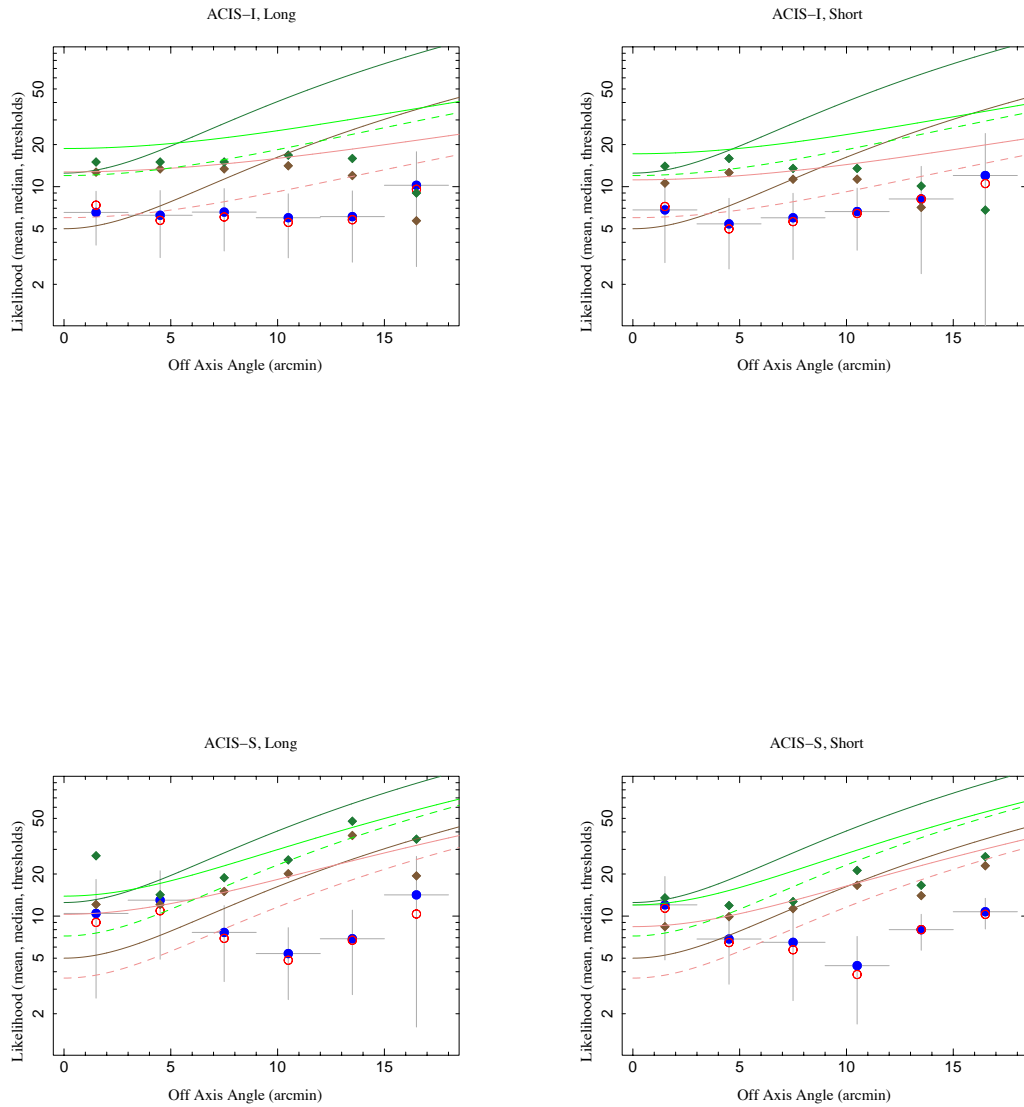 ACIS−I, Long
Likelihood (mean, median, thresholds)
50
20
10
5
2
0 5 10 15
Off Axis Angle (arcmin)
ACIS−I, Short
Likelihood (mean, median, thresholds)
50
20
10
5
2
0 5 10 15
Off Axis Angle (arcmin)
ACIS−S, Long
Likelihood (mean, median, thresholds)
50
20
10
5
2
0 5 10 15
Off Axis Angle (arcmin)
ACIS−S, Short
Likelihood (mean, median, thresholds)
50
20
10
5
2
0 5 10 15
Off Axis Angle (arcmin)